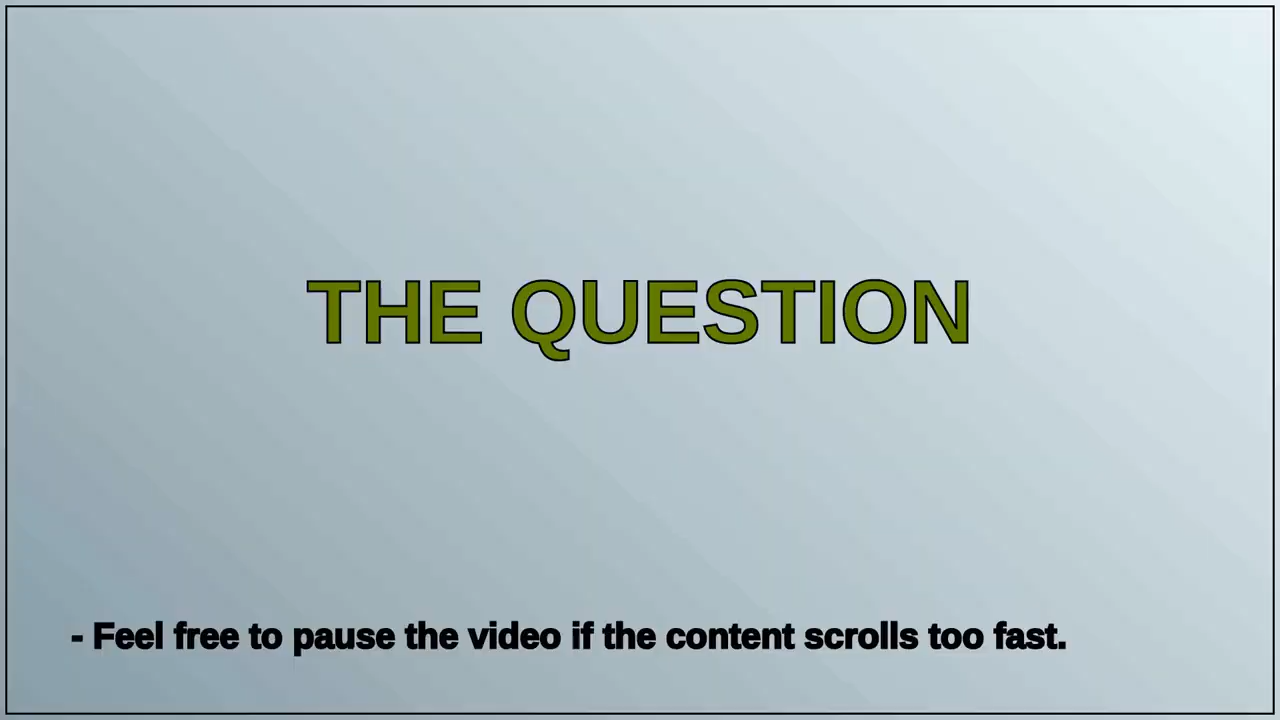 THE QUESTION
- Feel free to pause the video if the content scrolls too fast.